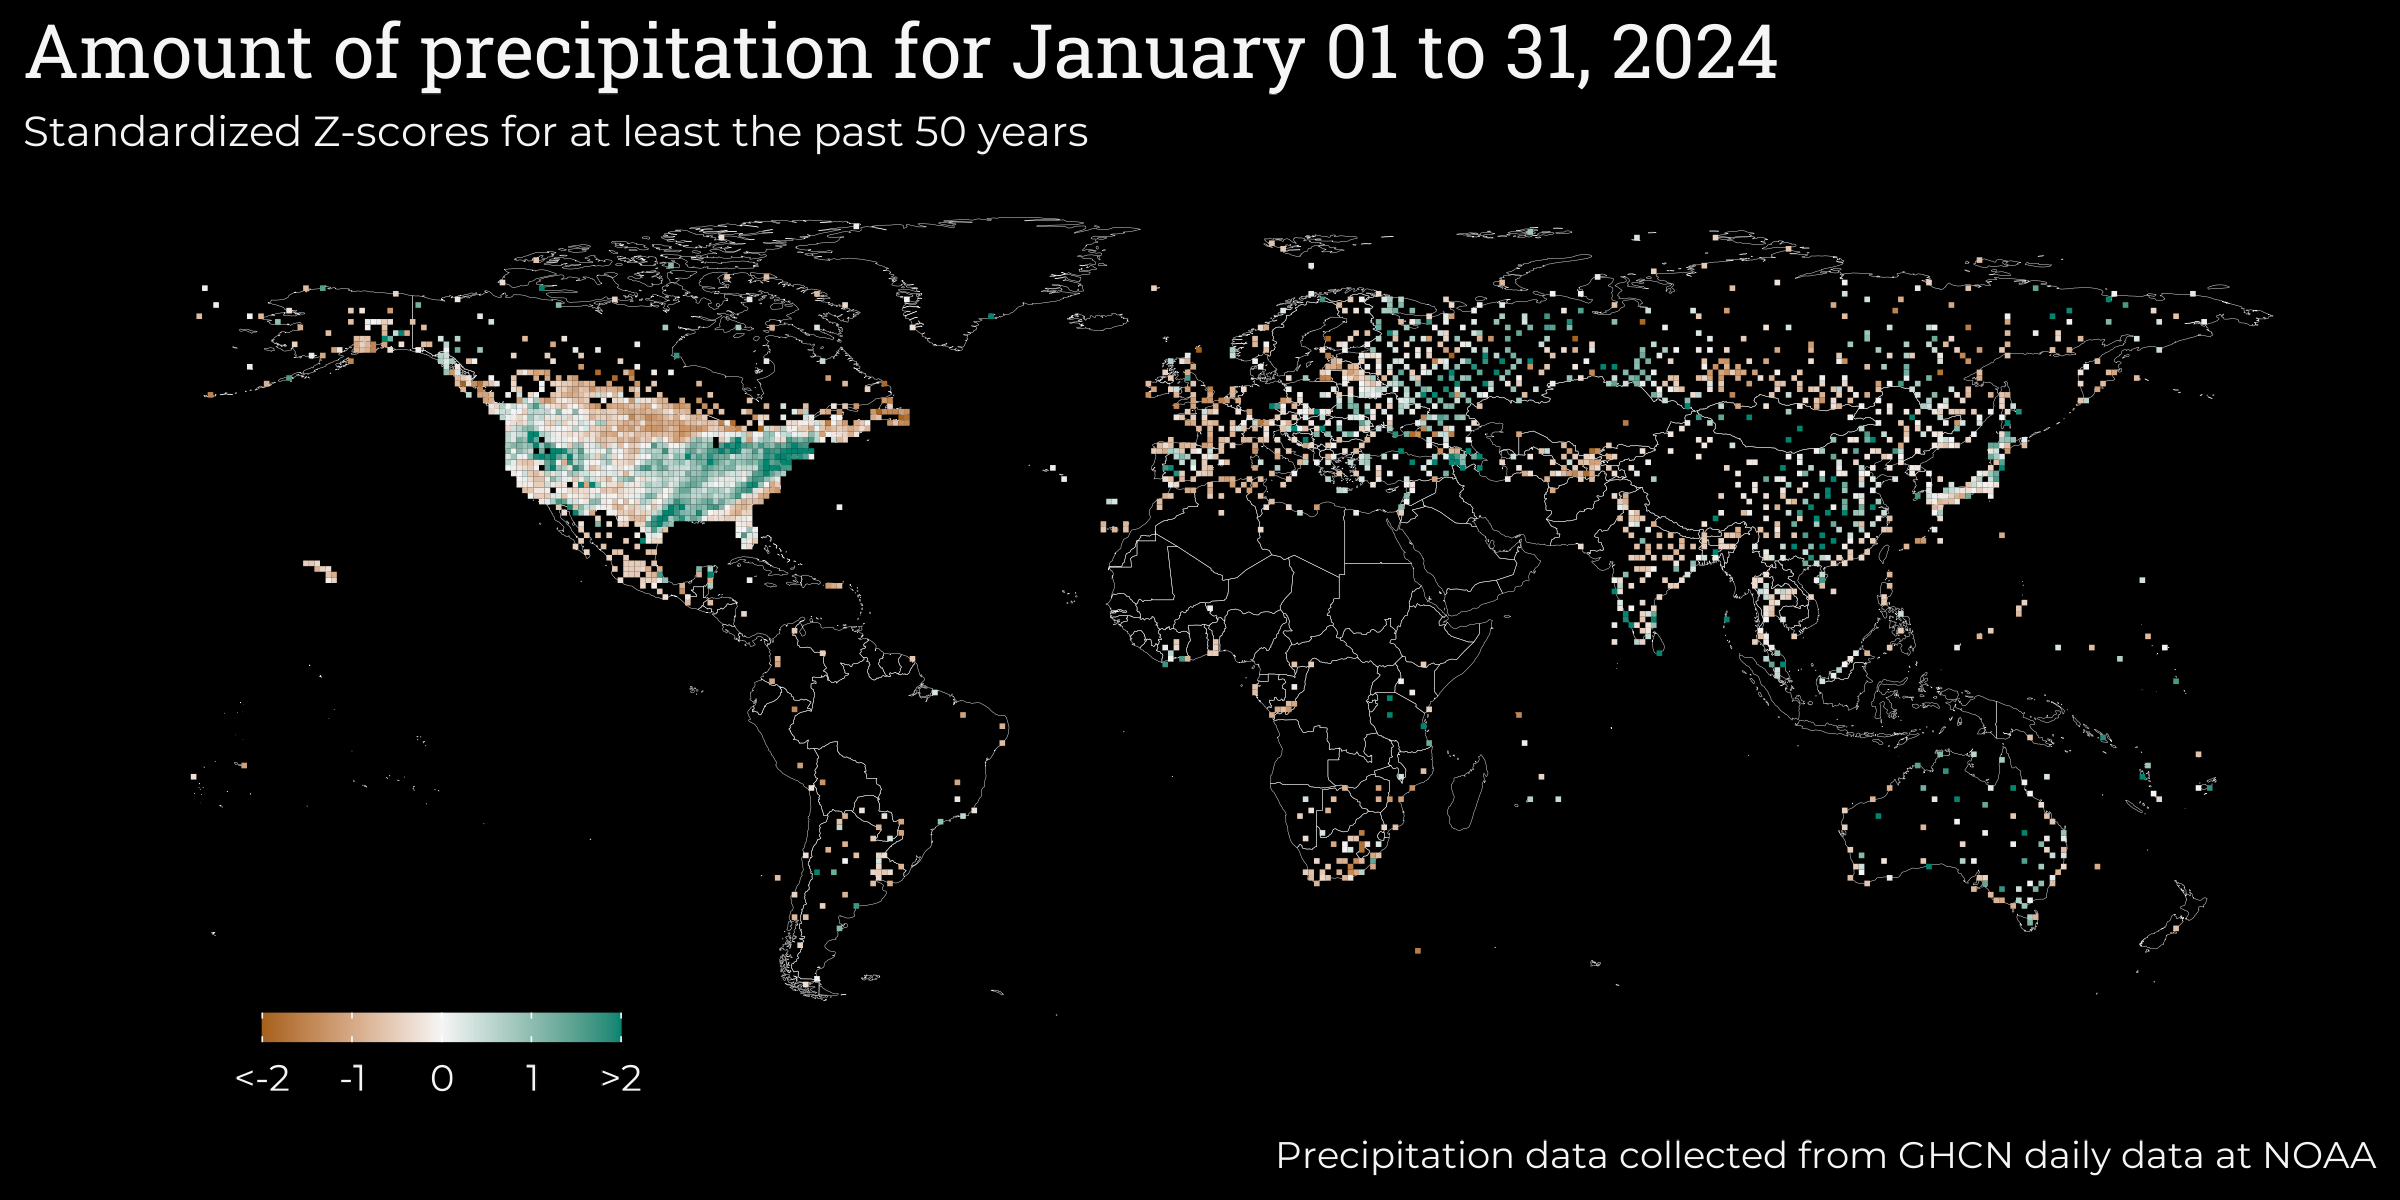 Amount of precipitation for January 01 to 31, 2024
Standardized Z-scores for at least the past 50 years
<-2 -1 0 1 >2
Precipitation data collected from GHCN daily data at NOAA